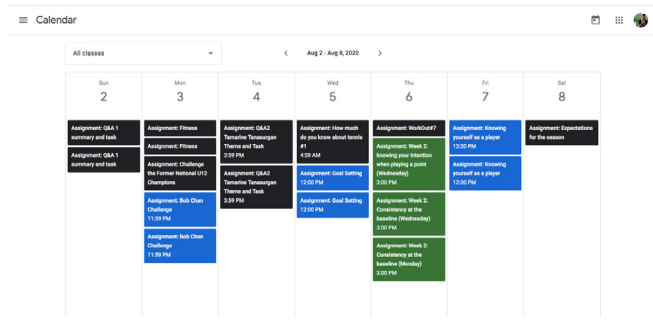 Calendar
All classes
Aug 2 - Aug 8, 2020
Sun
2
Mon
3
Tue
4
Wed
5
Thu
6
Fri
7
Sat
8
Assignment: Q&A 1
summary and task
Assignment: Q&A 1
summary and task
Assignment: Fitness
Assignment: Fitness
Assignment: Challenge
the Former National U12
Champions
Assignment: Bob Chan
Challenge
11:59 PM
Assignment: Bob Chan
Challenge
11:59 PM
Assignment: Q&A2
Tamarine Tanasurgan
Theme and Task
3:59 PM
Assignment: Q&A2
Tamarine Tanasurgan
Theme and Task
3:59 PM
Assignment: How much
do you know about tennis
#1
4:59 AM
Assignment: Goal Setting
12:00 PM
Assignment: Goal Setting
12:00 PM
Assignment: WorkOut#7
Assignment: Week 2:
knowing your intention
when playing a point
(Wednesday)
3:00 PM
Assignment: Week 2:
Consistency at the
baseline (Wednesday)
3:00 PM
Assignment: Week 2:
Consistency at the
baseline (Monday)
3:00 PM
Assignment: Knowing
yourself as a player
12:00 PM
Assignment: Knowing
yourself as a player
12:00 PM
Assignment: Expectations
for the season